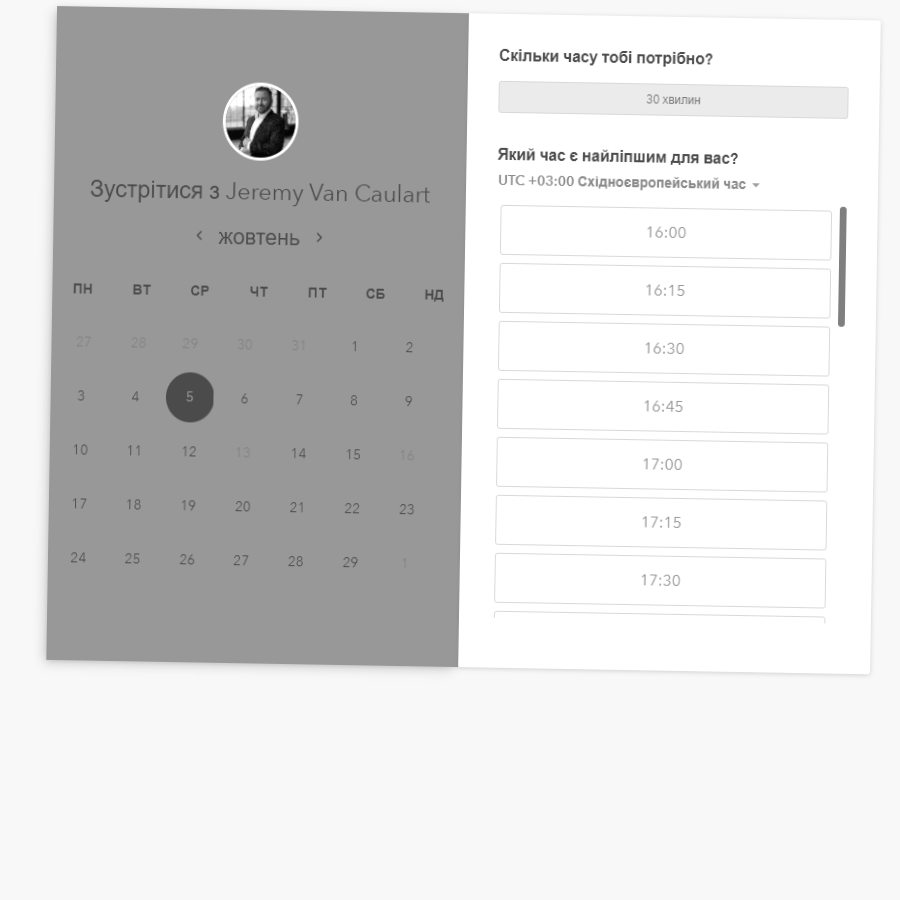 Зустрітися з Jeremy Van Caulart
жовтень
ПН ВТ СР ЧТ ПТ СБ НД
27 28 29 30 31 1 2
3 4 5 6 7 8 9
10 11 12 13 14 15 16
17 18 19 20 21 22 23
24 25 26 27 28 29 1
Скільки часу тобі потрібно?
30 хвилин
Який час є найліпшим для вас?
UTC +03:00 Східноєвропейський час
16:00
16:15
16:30
16:45
17:00
17:15
17:30